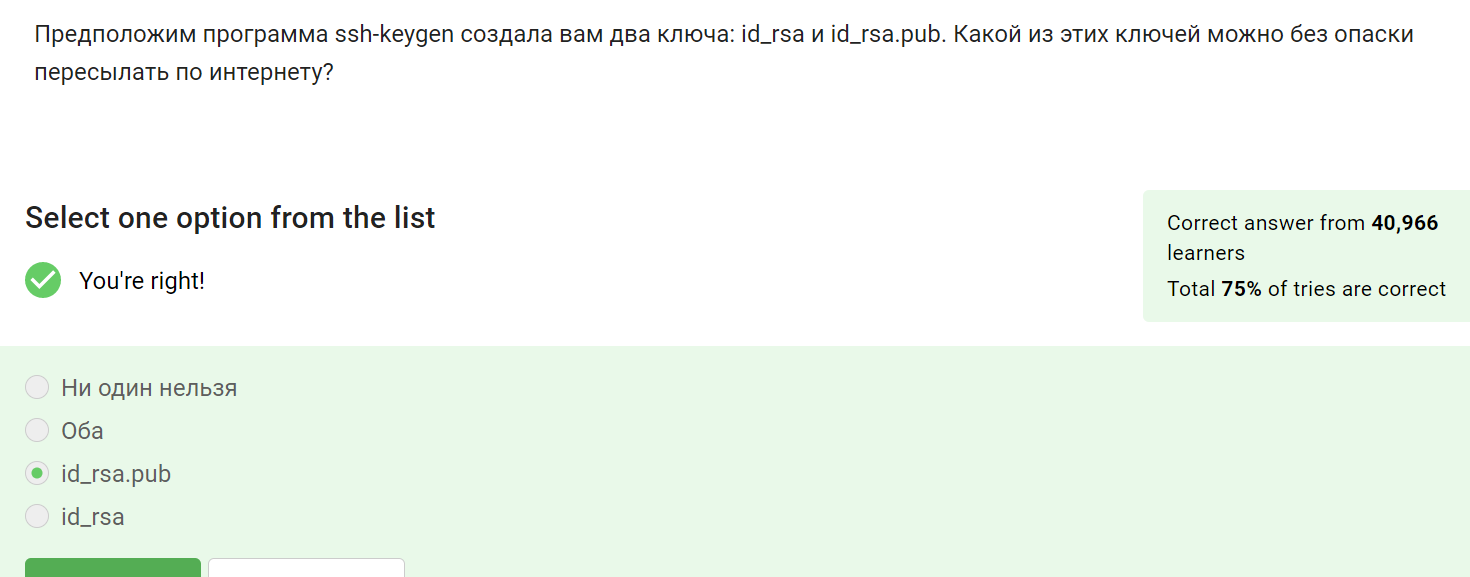 Предположим программа ssh-keygen создала вам два ключа: id_rsa и id_rsa.pub. Какой из этих ключей можно без опаски
пересылать по интернету?
Select one option from the list
You're right!
Correct answer from 40,966
learners
Total 75% of tries are correct
Ни один нельзя
Оба
id_rsa.pub
id_rsa